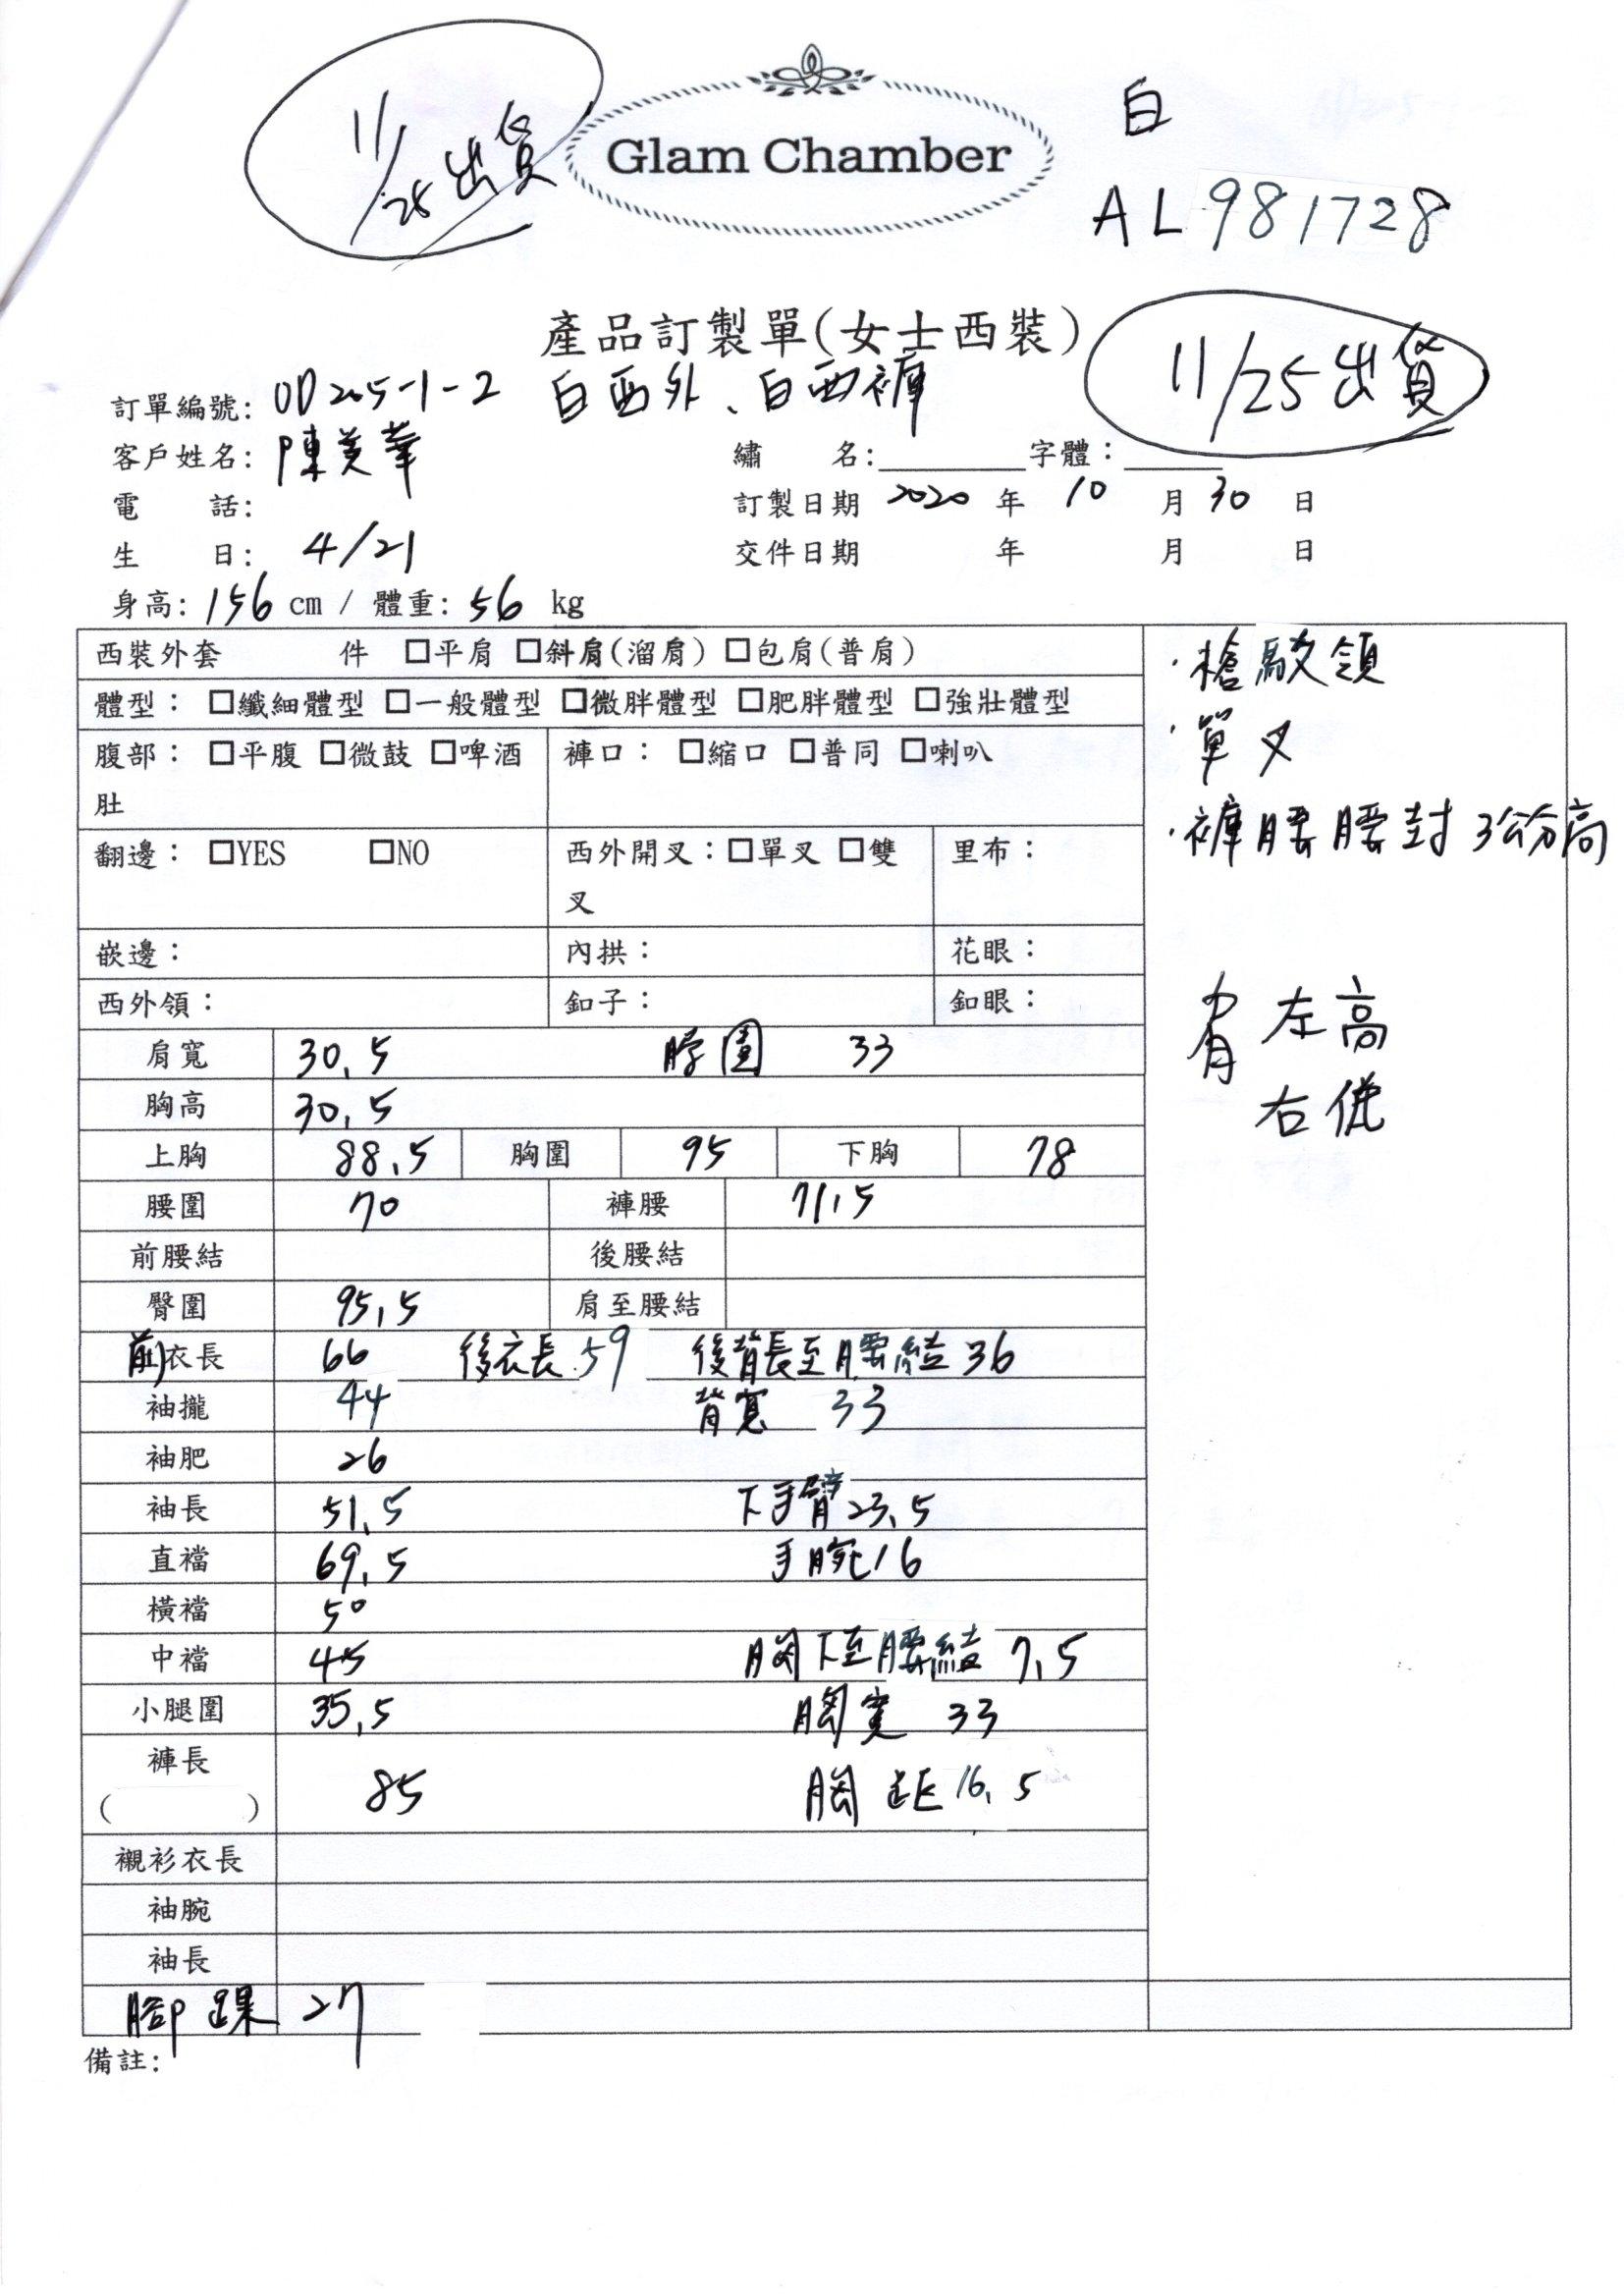 11/25出貨
Glam Chamber
白
AL981728
產品訂製單(女士西裝)
11/25出貨
訂單編號: OD205-1-2 白西外、白西褲
客戶姓名: 陳美華
繡 名: 字體:
電 話:
訂製日期 2020 年 10 月 30 日
生 日: 4/21
交件日期 年 月 日
身高: 156 cm / 體重: 56 kg
西裝外套 件 □平肩 □斜肩(溜肩) □包肩(普肩)
體型: □纖細體型 □一般體型 □微胖體型 □肥胖體型 □強壯體型
腹部: □平腹 □微鼓 □啤酒肚
褲口: □縮口 □普同 □喇叭
翻邊: □YES □NO
西外開叉:□單叉 □雙叉
里布:
嵌邊: 內拱: 花眼:
西外領: 釦子: 釦眼:
肩寬 30.5 脖圍 33
胸高 30.5
上胸 88.5 胸圍 95 下胸 78
腰圍 70 褲腰 71.5
前腰結 後腰結
臀圍 95.5 肩至腰結
前衣長 66 後衣長 59 後背長至腰結 36
袖攏 44 背寬 33
袖肥 26
袖長 51.5 下手臂 23.5
直襠 69.5 手腕 16
橫襠 50
中襠 45 胸下至腰結 7.5
小腿圍 35.5 胸寬 33
褲長
( ) 85 胸距 16.5
襯衫衣長
袖腕
袖長
腳踝 27
備註:
·槍駁領
·單叉
·褲腰腰封3公分高
肩 左高
右低